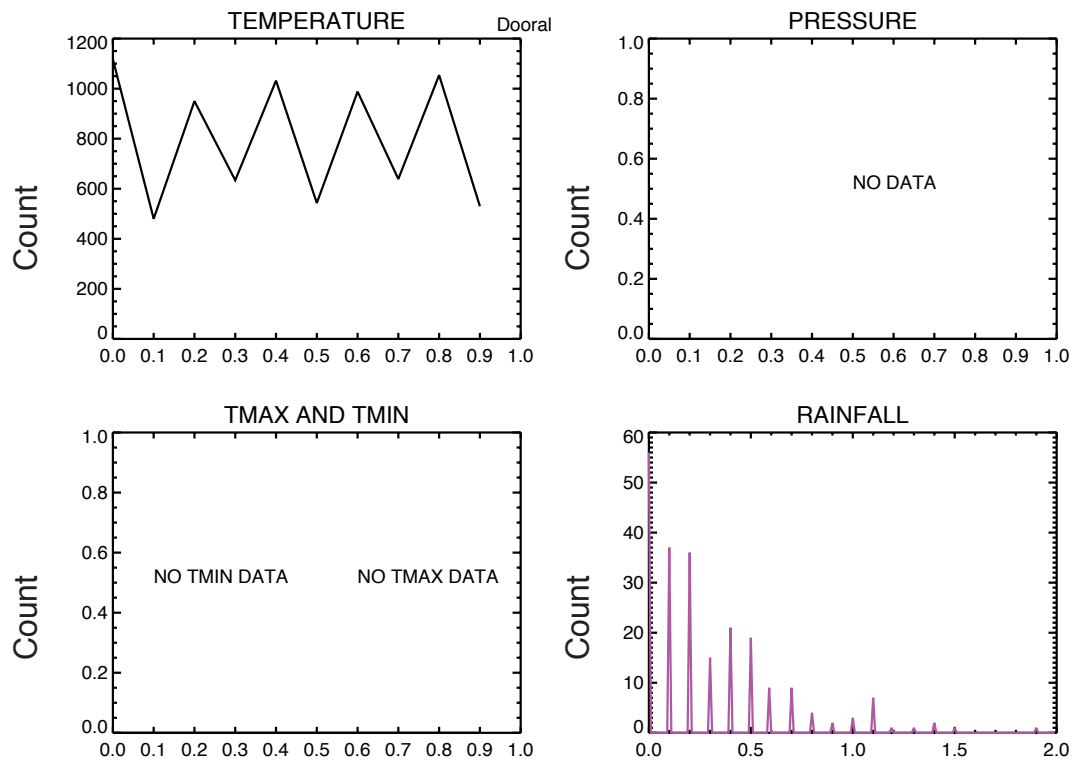 TEMPERATURE Dooral
1200
1000
800
600
400
200
0
Count
0.0 0.1 0.2 0.3 0.4 0.5 0.6 0.7 0.8 0.9 1.0
PRESSURE
1.0
0.8
0.6
0.4
0.2
0.0
Count
NO DATA
0.0 0.1 0.2 0.3 0.4 0.5 0.6 0.7 0.8 0.9 1.0
TMAX AND TMIN
1.0
0.8
0.6
0.4
0.2
0.0
Count
NO TMIN DATA NO TMAX DATA
0.0 0.1 0.2 0.3 0.4 0.5 0.6 0.7 0.8 0.9 1.0
RAINFALL
60
50
40
30
20
10
0
Count
0.0 0.5 1.0 1.5 2.0